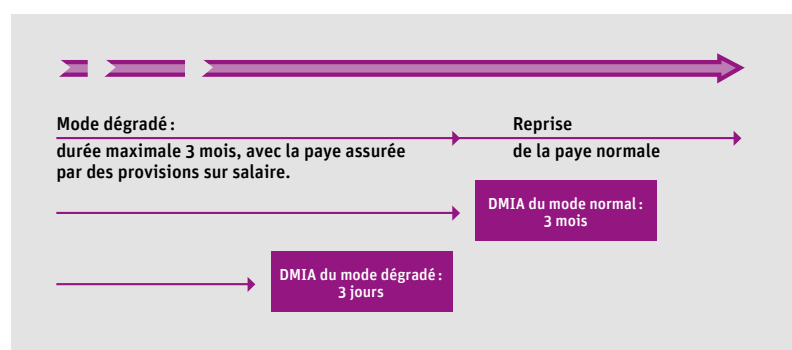 Mode dégradé :
durée maximale 3 mois, avec la paye assurée
par des provisions sur salaire.
Reprise
de la paye normale
DMIA du mode normal :
3 mois
DMIA du mode dégradé :
3 jours